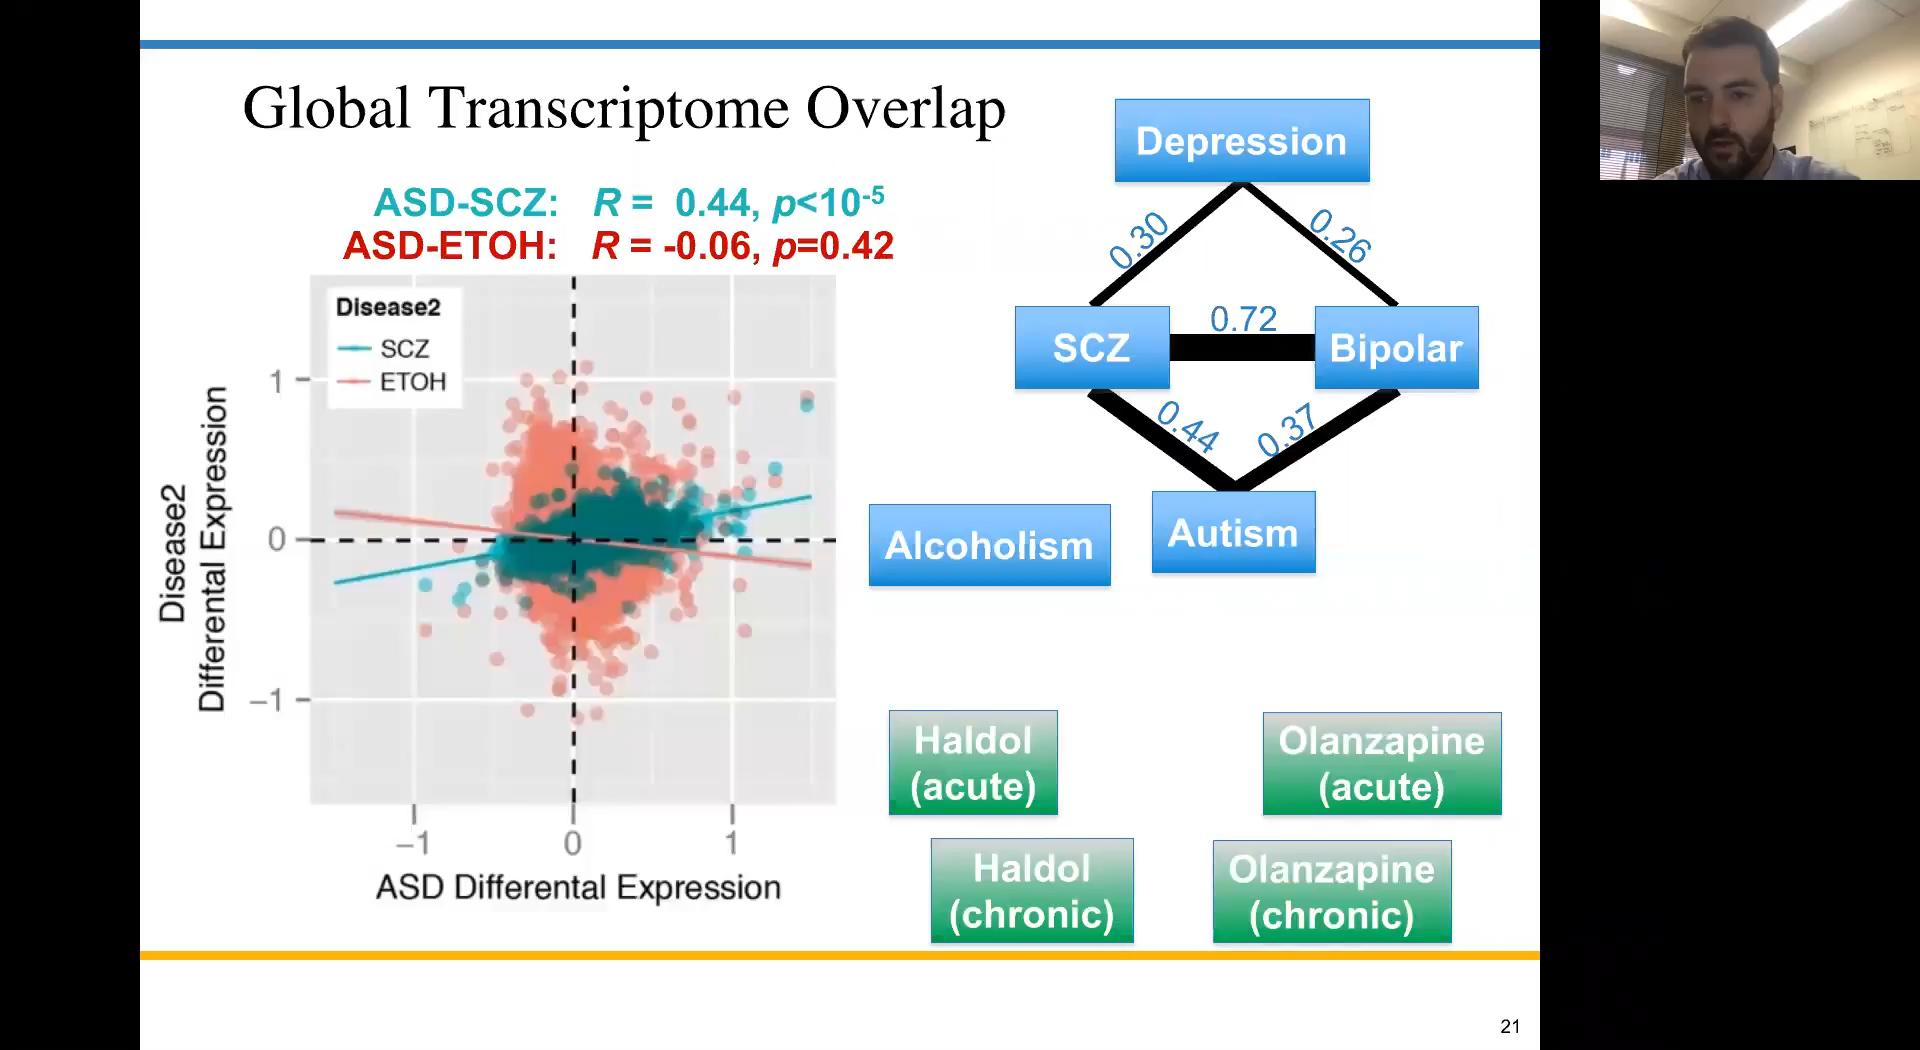 Global Transcriptome Overlap
ASD-SCZ: R = 0.44, p<10-5
ASD-ETOH: R = -0.06, p=0.42
Disease2
SCZ
ETOH
1
0
−1
Disease2
Differental Expression
−1
0
1
ASD Differental Expression
Depression
0.30
0.26
SCZ
0.72
Bipolar
0.44
0.37
Alcoholism
Autism
Haldol
(acute)
Olanzapine
(acute)
Haldol
(chronic)
Olanzapine
(chronic)
21